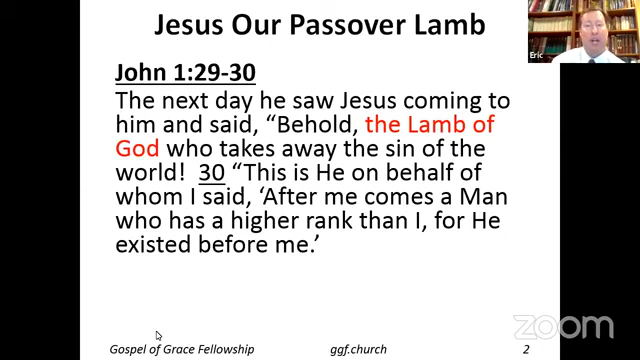 Jesus Our Passover Lamb
Eric
John 1:29-30
The next day he saw Jesus coming to
him and said, “Behold, the Lamb of
God who takes away the sin of the
world!  30 “This is He on behalf of
whom I said, ‘After me comes a Man
who has a higher rank than I, for He
existed before me.’
zoom
Gospel of Grace Fellowship
ggf.church
2